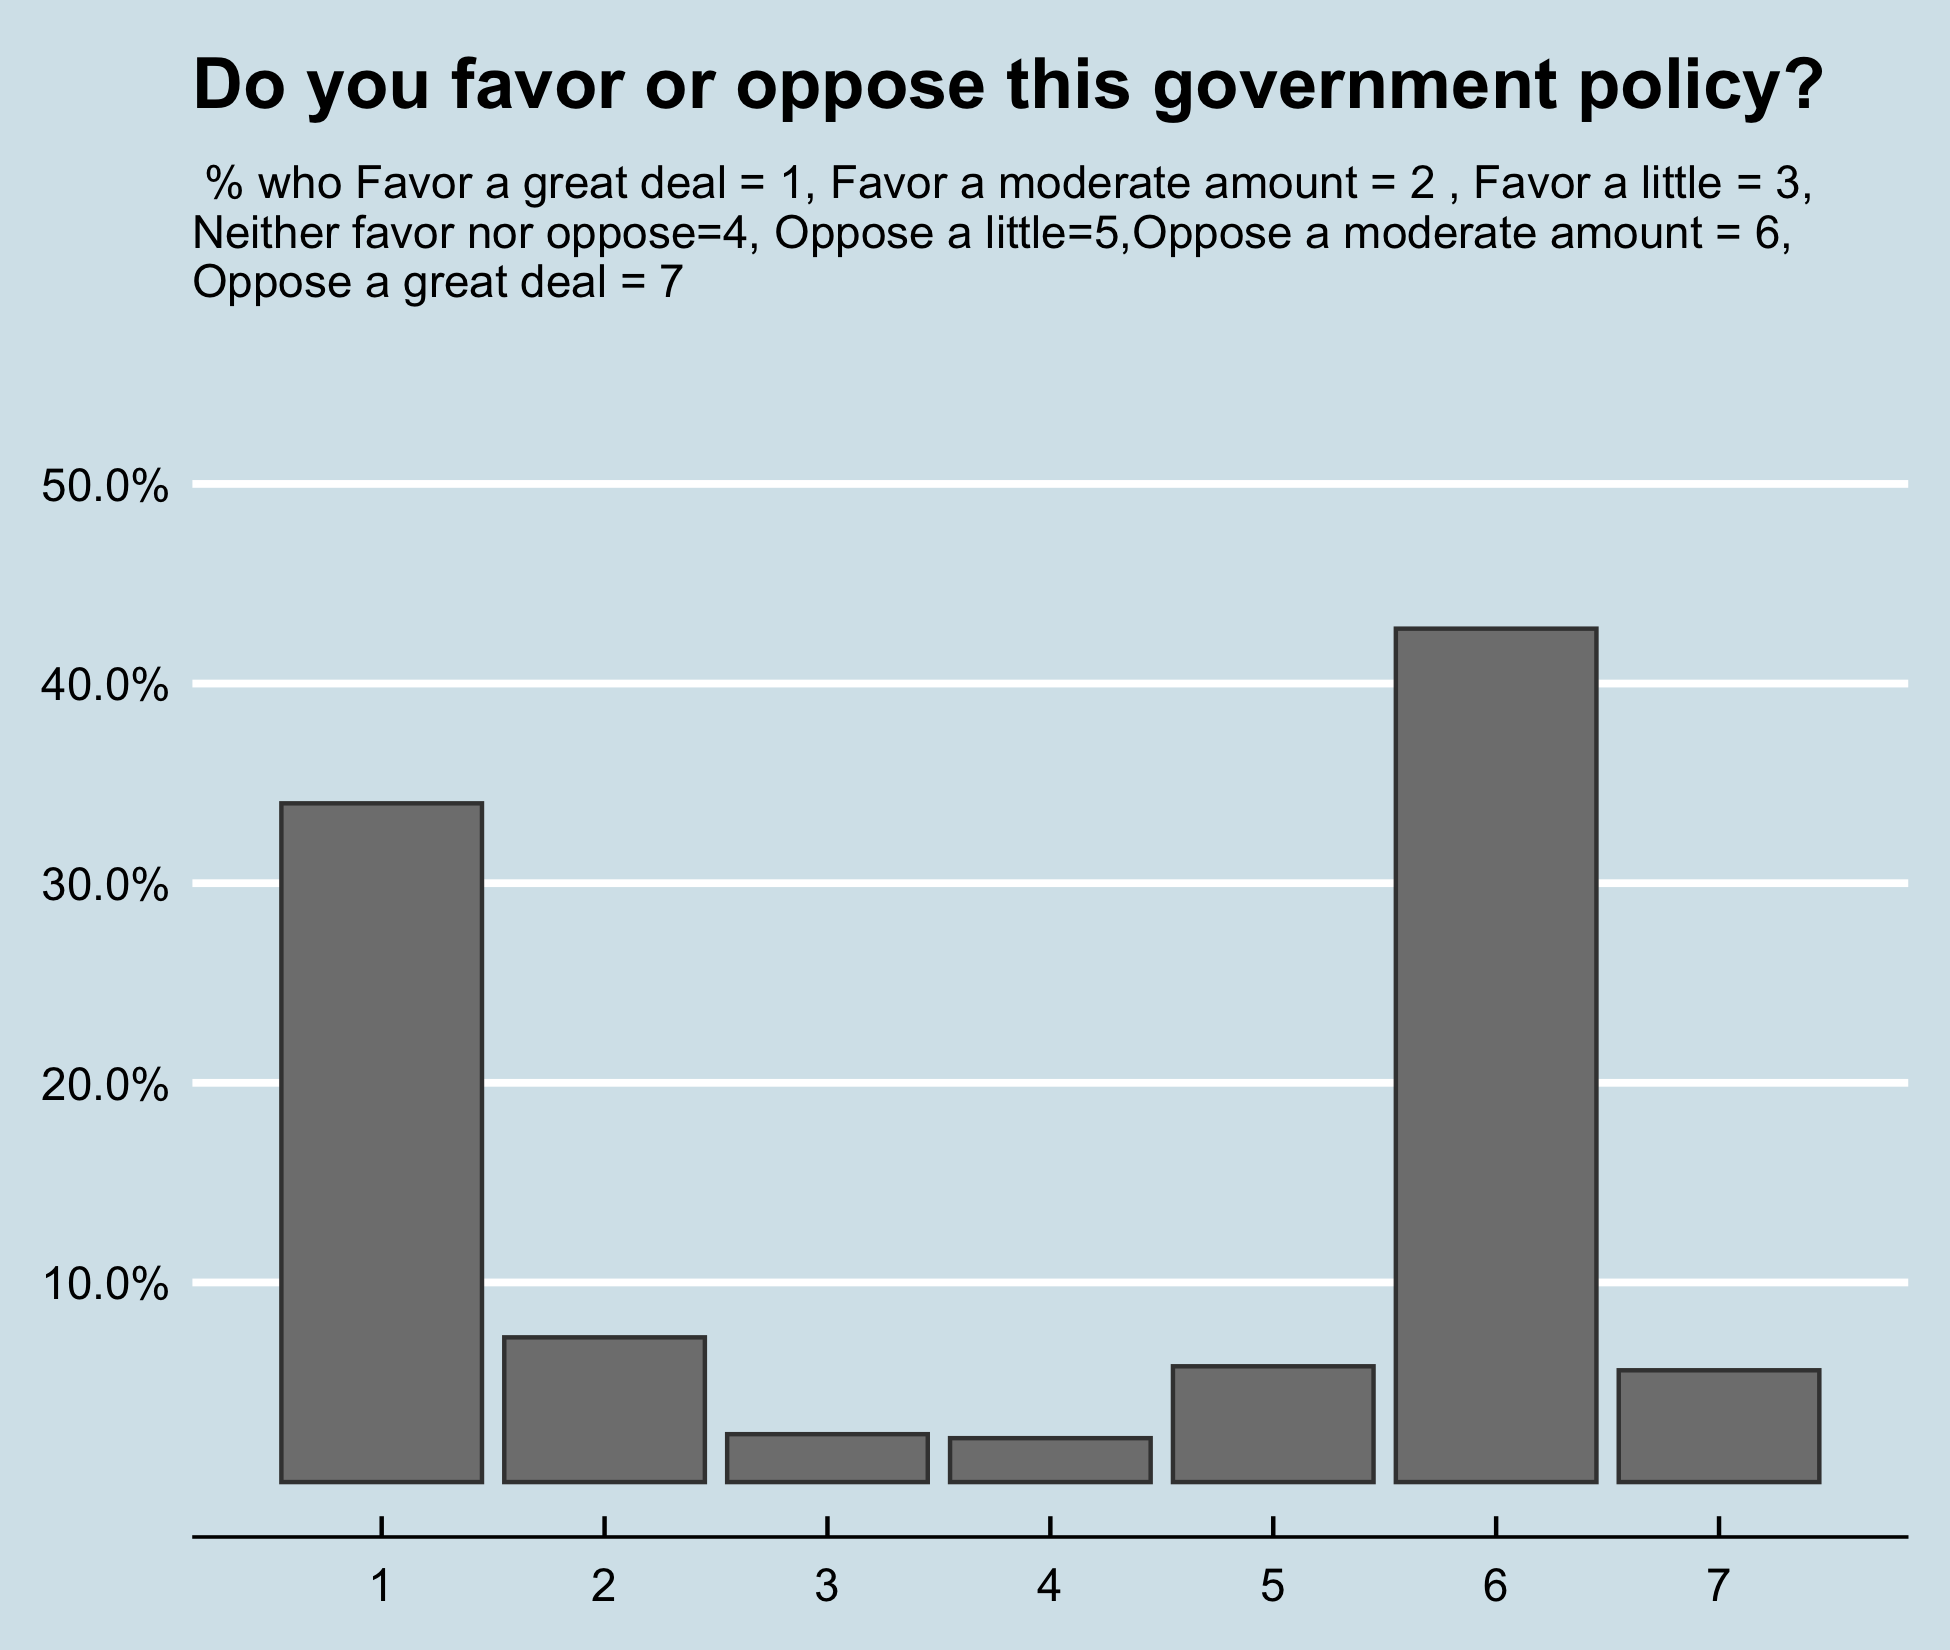 Do you favor or oppose this government policy?
% who Favor a great deal = 1, Favor a moderate amount = 2 , Favor a little = 3,
Neither favor nor oppose=4, Oppose a little=5,Oppose a moderate amount = 6,
Oppose a great deal = 7
50.0%
40.0%
30.0%
20.0%
10.0%
1 2 3 4 5 6 7